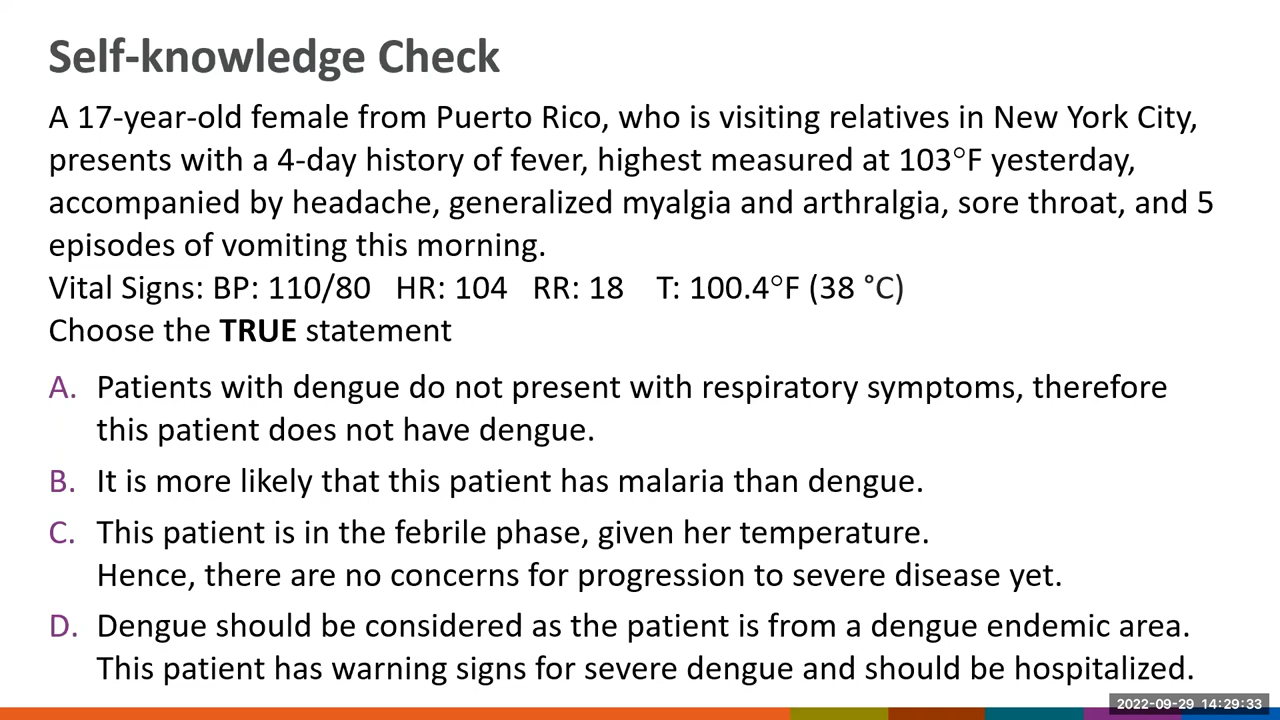 Self-knowledge Check
A 17-year-old female from Puerto Rico, who is visiting relatives in New York City,
presents with a 4-day history of fever, highest measured at 103°F yesterday,
accompanied by headache, generalized myalgia and arthralgia, sore throat, and 5
episodes of vomiting this morning.
Vital Signs: BP: 110/80 HR: 104 RR: 18 T: 100.4°F (38 °C)
Choose the TRUE statement
A. Patients with dengue do not present with respiratory symptoms, therefore
this patient does not have dengue.
B. It is more likely that this patient has malaria than dengue.
C. This patient is in the febrile phase, given her temperature.
Hence, there are no concerns for progression to severe disease yet.
D. Dengue should be considered as the patient is from a dengue endemic area.
This patient has warning signs for severe dengue and should be hospitalized.
2022-09-29 14:29:33